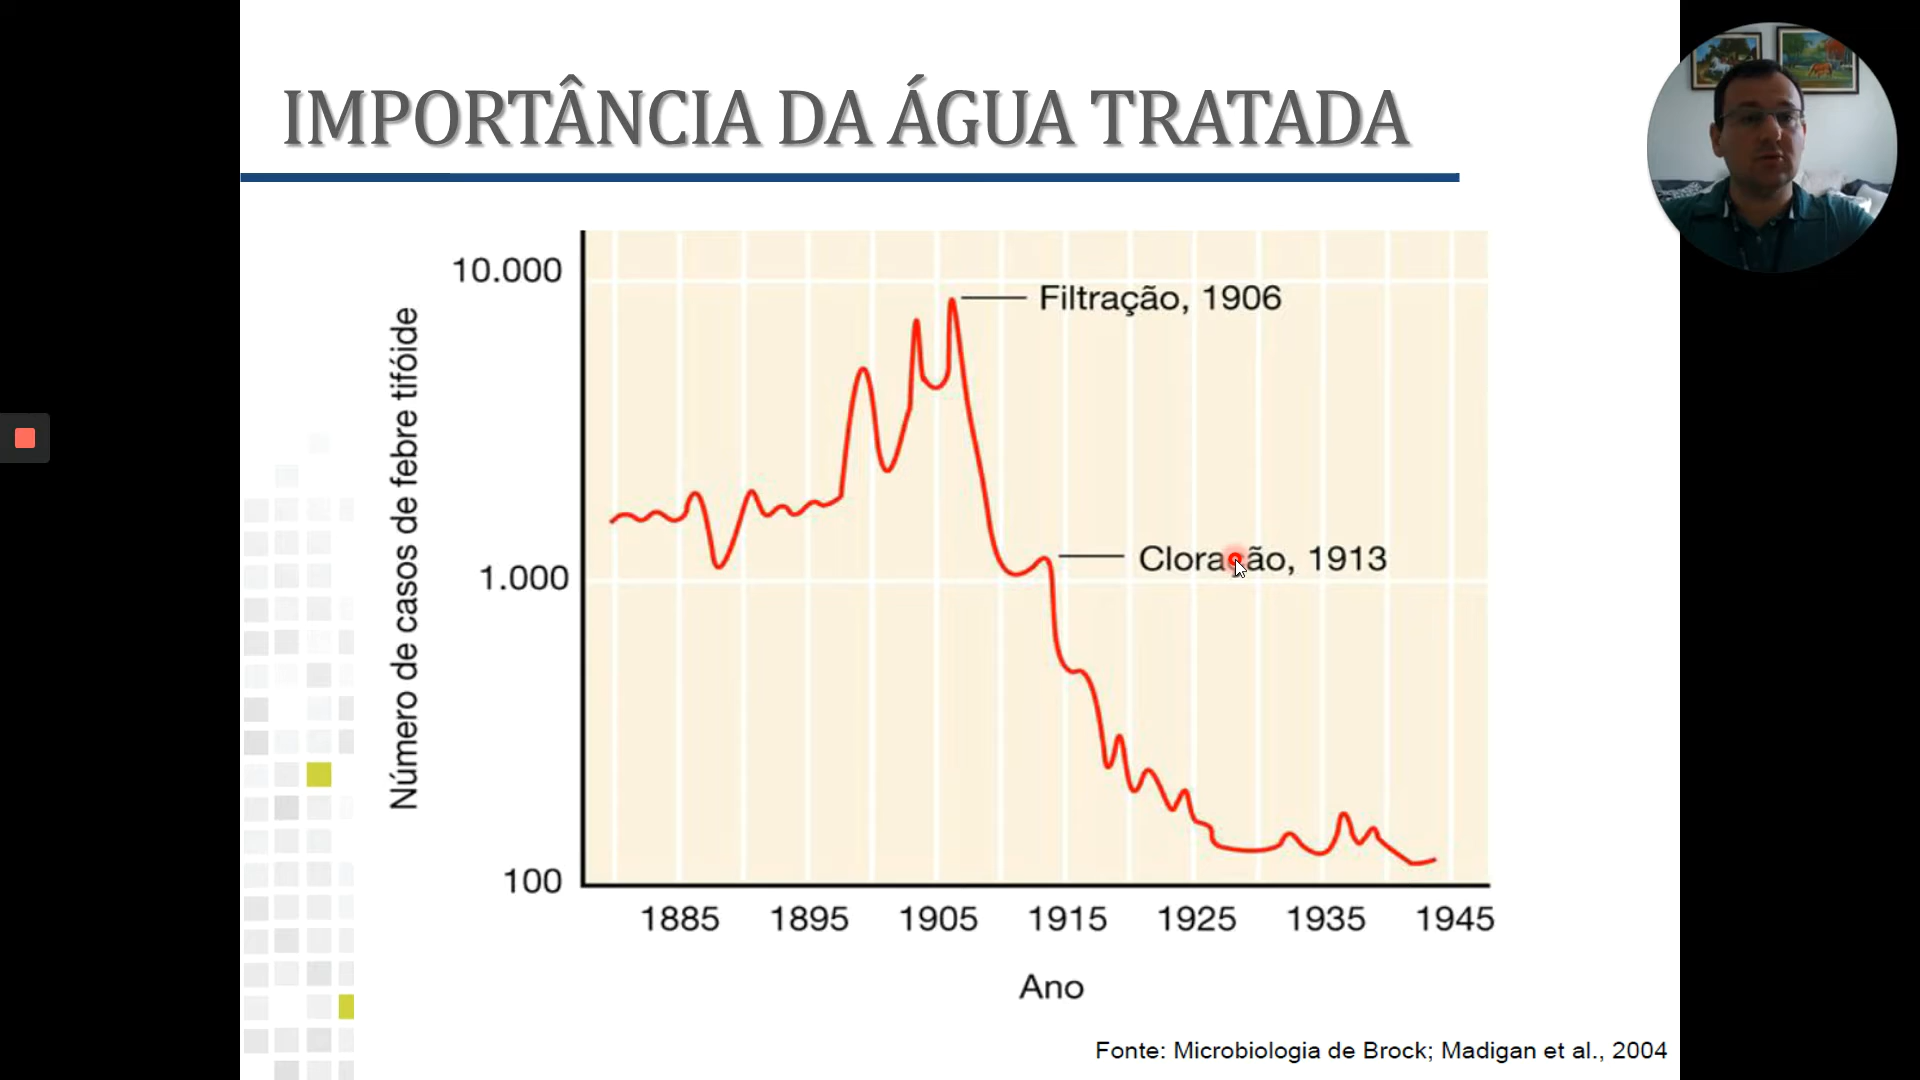 IMPORTÂNCIA DA ÁGUA TRATADA
Número de casos de febre tifóide
10.000
1.000
100
Filtração, 1906
Cloração, 1913
1885 1895 1905 1915 1925 1935 1945
Ano
Fonte: Microbiologia de Brock; Madigan et al., 2004